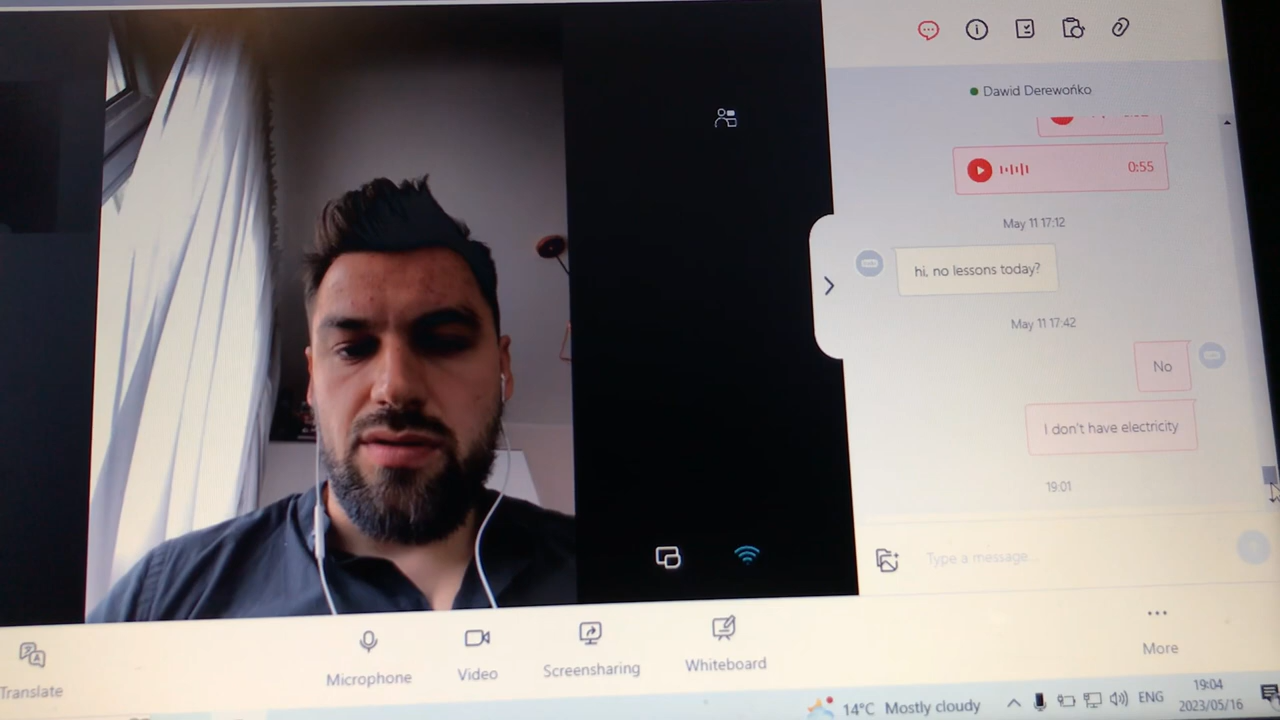 Dawid Derewońko
0:55
May 11 17:12
hi, no lessons today?
May 11 17:42
No
I don't have electricity
19:01
Type a message...
Translate
Microphone
Video
Screensharing
Whiteboard
More
14°C Mostly cloudy
ENG
19:04
2023/05/16